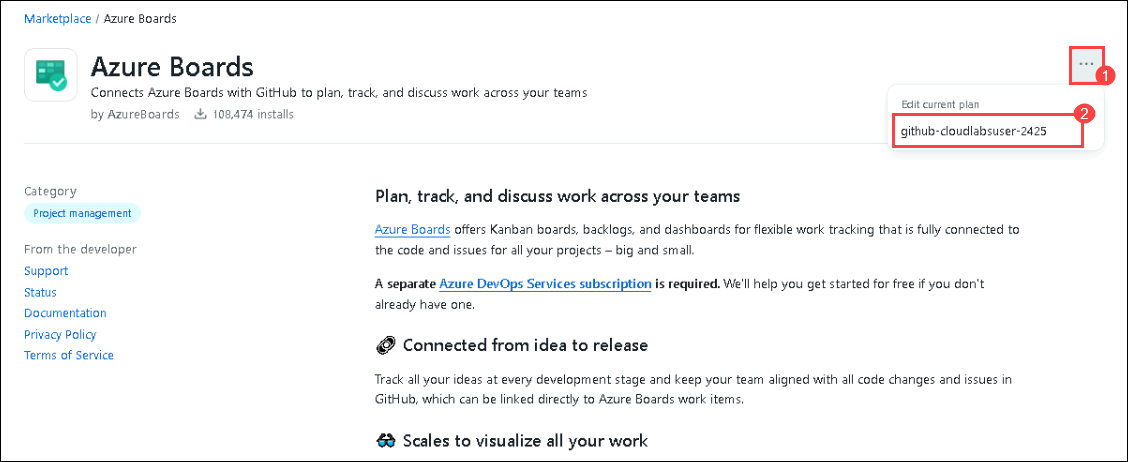 Marketplace / Azure Boards
Azure Boards
Connects Azure Boards with GitHub to plan, track, and discuss work across your teams
by AzureBoards 108,474 installs
... 1
Edit current plan
2
github-cloudlabsuser-2425
Category
Project management
From the developer
Support
Status
Documentation
Privacy Policy
Terms of Service
Plan, track, and discuss work across your teams
Azure Boards offers Kanban boards, backlogs, and dashboards for flexible work tracking that is fully connected to
the code and issues for all your projects – big and small.
A separate Azure DevOps Services subscription is required. We'll help you get started for free if you don't
already have one.
Connected from idea to release
Track all your ideas at every development stage and keep your team aligned with all code changes and issues in
GitHub, which can be linked directly to Azure Boards work items.
Scales to visualize all your work